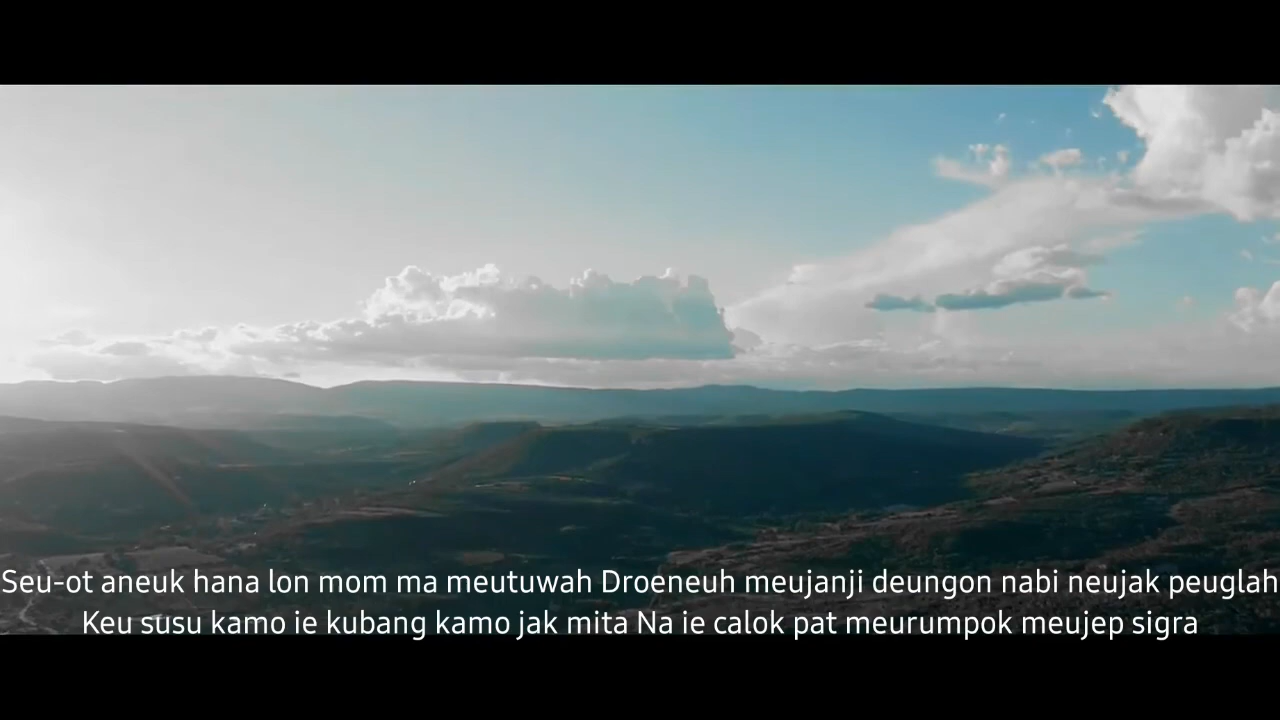 Seu-ot aneuk hana lon mom ma meutuwah Droeneuh meujanji deungon nabi neujak peuglah
Keu susu kamo ie kubang kamo jak mita Na ie calok pat meurumpok meujep sigra